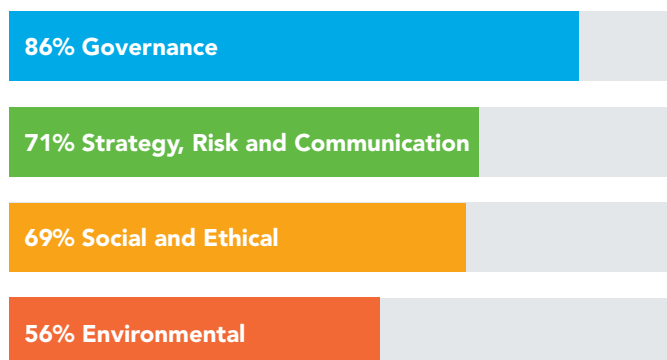 86% Governance
71% Strategy, Risk and Communication
69% Social and Ethical
56% Environmental